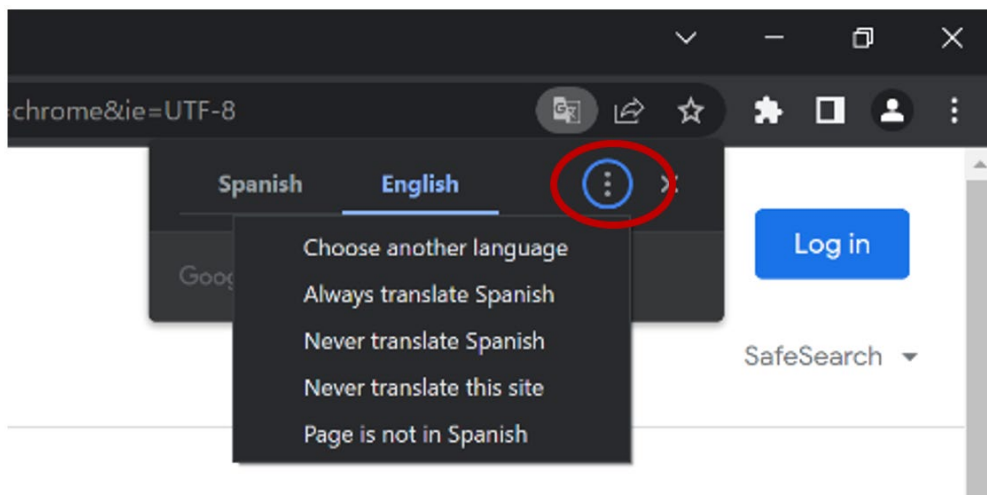 =chrome&ie=UTF-8
Spanish English
Choose another language
Goog
Always translate Spanish
Never translate Spanish
Never translate this site
Page is not in Spanish
Log in
SafeSearch